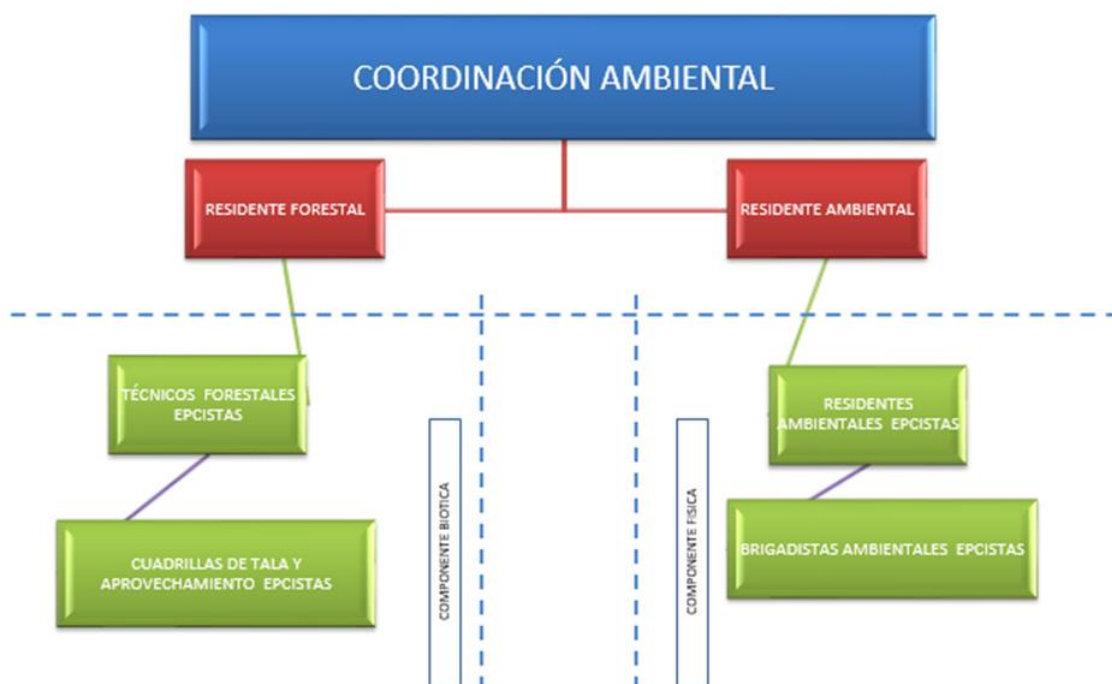 COORDINACIÓN AMBIENTAL
RESIDENTE FORESTAL
RESIDENTE AMBIENTAL
TÉCNICOS FORESTALES
EPCISTAS
RESIDENTES
AMBIENTALES EPCISTAS
CUADRILLAS DE TALA Y
APROVECHAMIENTO EPCISTAS
COMPONENTE BIOTICA
COMPONENTE FISICA
BRIGADISTAS AMBIENTALES EPCISTAS